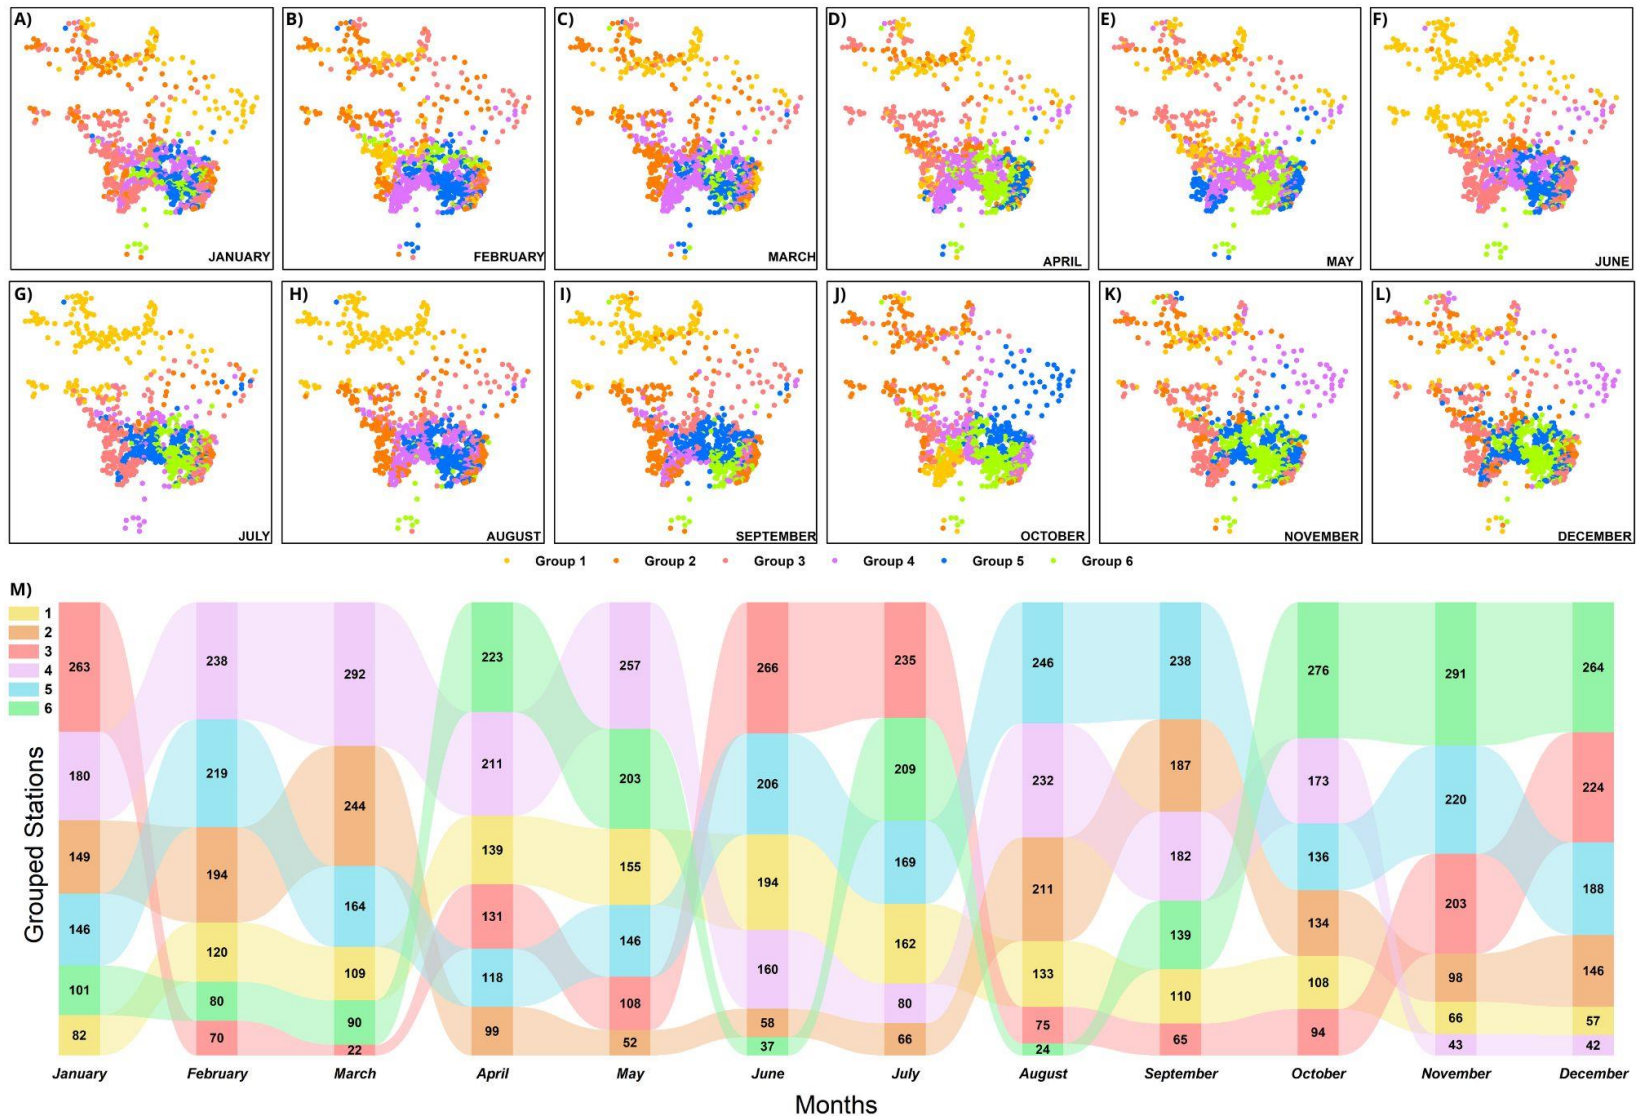 A) B) C) D) E) F)
JANUARY FEBRUARY MARCH APRIL MAY JUNE
G) H) I) J) K) L)
JULY AUGUST SEPTEMBER OCTOBER NOVEMBER DECEMBER
Group 1 Group 2 Group 3 Group 4 Group 5 Group 6
M)
1
2
3
4
5
6
Grouped Stations
263 180 149 146 101 82
238 219 194 120 80 70
292 244 164 109 90 22
223 211 139 131 118 99
257 203 155 146 108 52
266 206 194 160 58 37
235 209 169 162 80 66
246 232 211 133 75 24
238 187 182 139 110 65
276 173 136 134 108 94
291 220 203 98 66 43
264 224 188 146 57 42
January February March April May June July August September October November December
Months